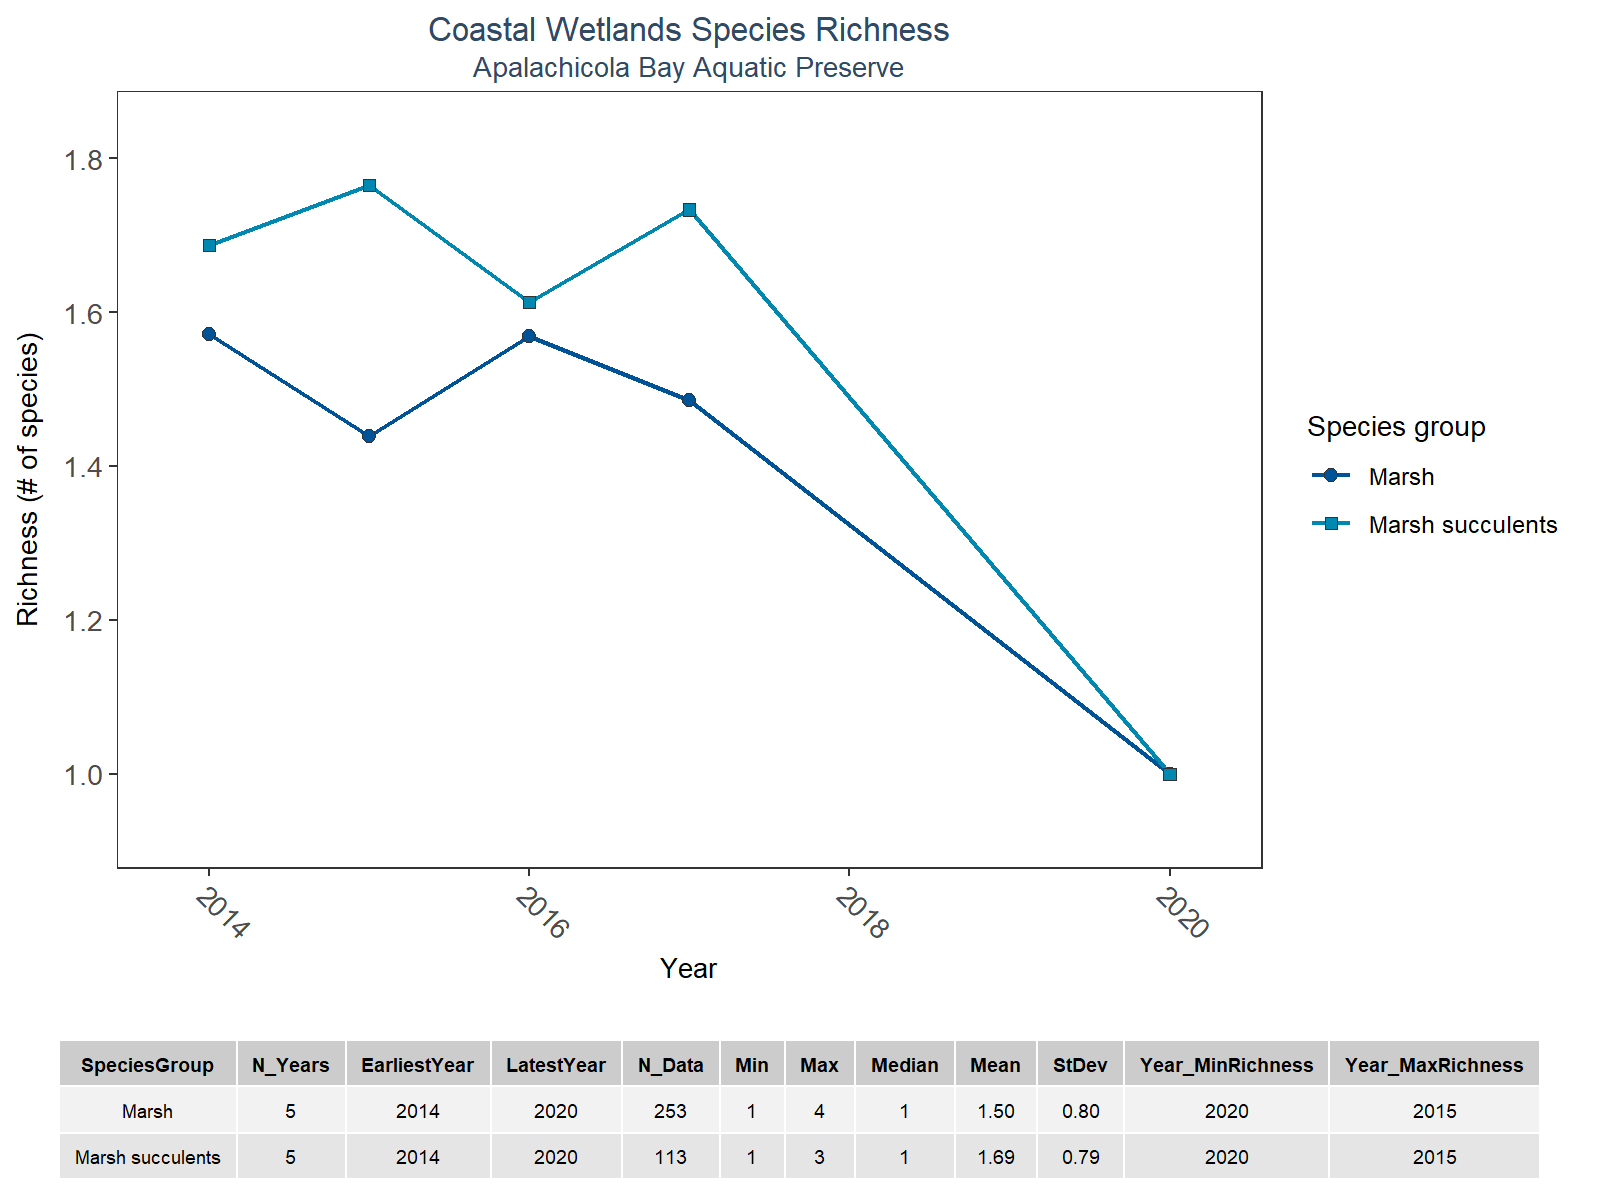 Coastal Wetlands Species Richness
Apalachicola Bay Aquatic Preserve
Richness (# of species)
1.8
1.6
1.4
1.2
1.0
2014 2016 2018 2020
Year
Species group
Marsh
Marsh succulents
SpeciesGroup N_Years EarliestYear LatestYear N_Data Min Max Median Mean StDev Year_MinRichness Year_MaxRichness
Marsh 5 2014 2020 253 1 4 1 1.50 0.80 2020 2015
Marsh succulents 5 2014 2020 113 1 3 1 1.69 0.79 2020 2015